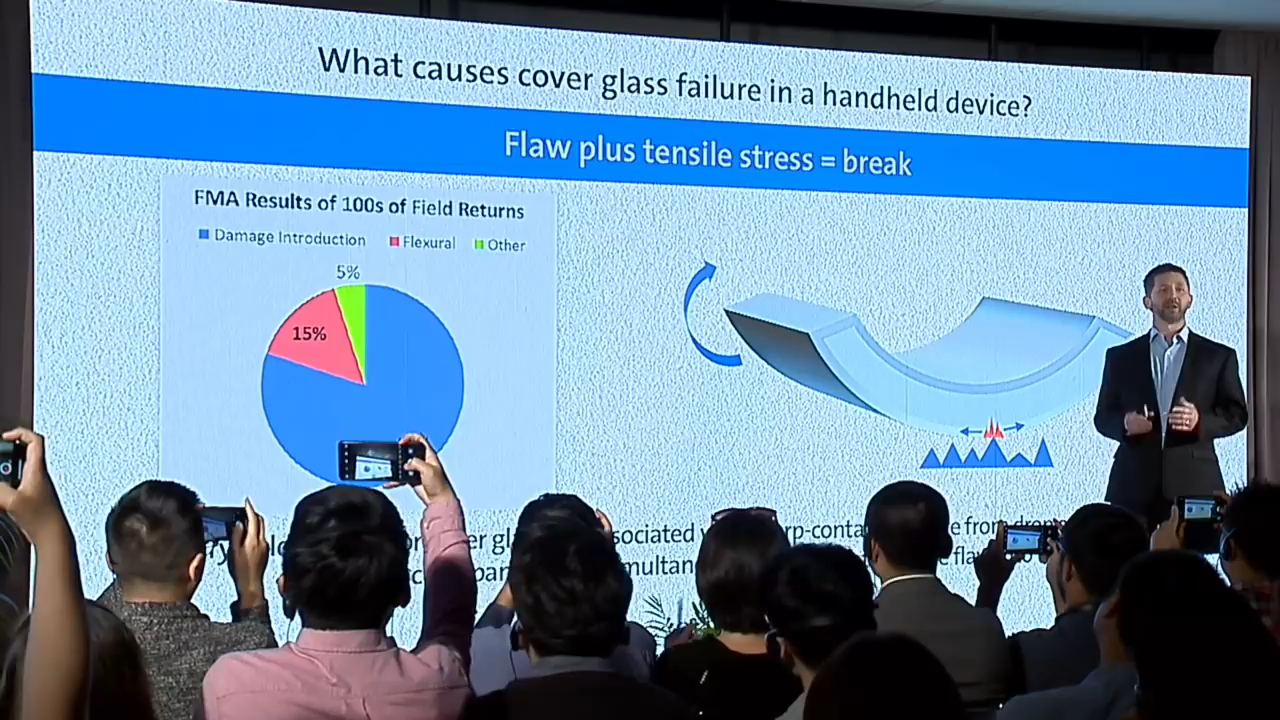 What causes cover glass failure in a handheld device?
Flaw plus tensile stress = break
FMA Results of 100s of Field Returns
Damage Introduction Flexural Other
5%
15%